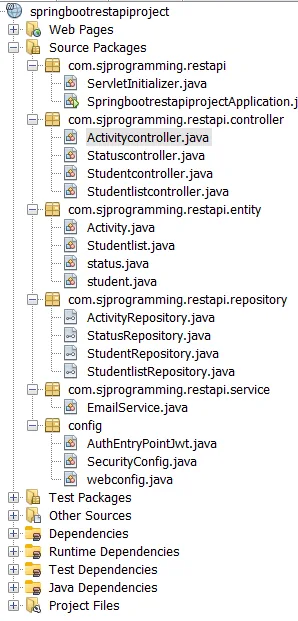 springbootrestapiproject
Web Pages
Source Packages
com.sjprogramming.restapi
ServletInitializer.java
SpringbootrestapiprojectApplication.j
com.sjprogramming.restapi.controller
Activitycontroller.java
Statuscontroller.java
Studentcontroller.java
Studentlistcontroller.java
com.sjprogramming.restapi.entity
Activity.java
Studentlist.java
status.java
student.java
com.sjprogramming.restapi.repository
ActivityRepository.java
StatusRepository.java
StudentRepository.java
StudentlistRepository.java
com.sjprogramming.restapi.service
EmailService.java
config
AuthEntryPointJwt.java
SecurityConfig.java
webconfig.java
Test Packages
Other Sources
Dependencies
Runtime Dependencies
Test Dependencies
Java Dependencies
Project Files